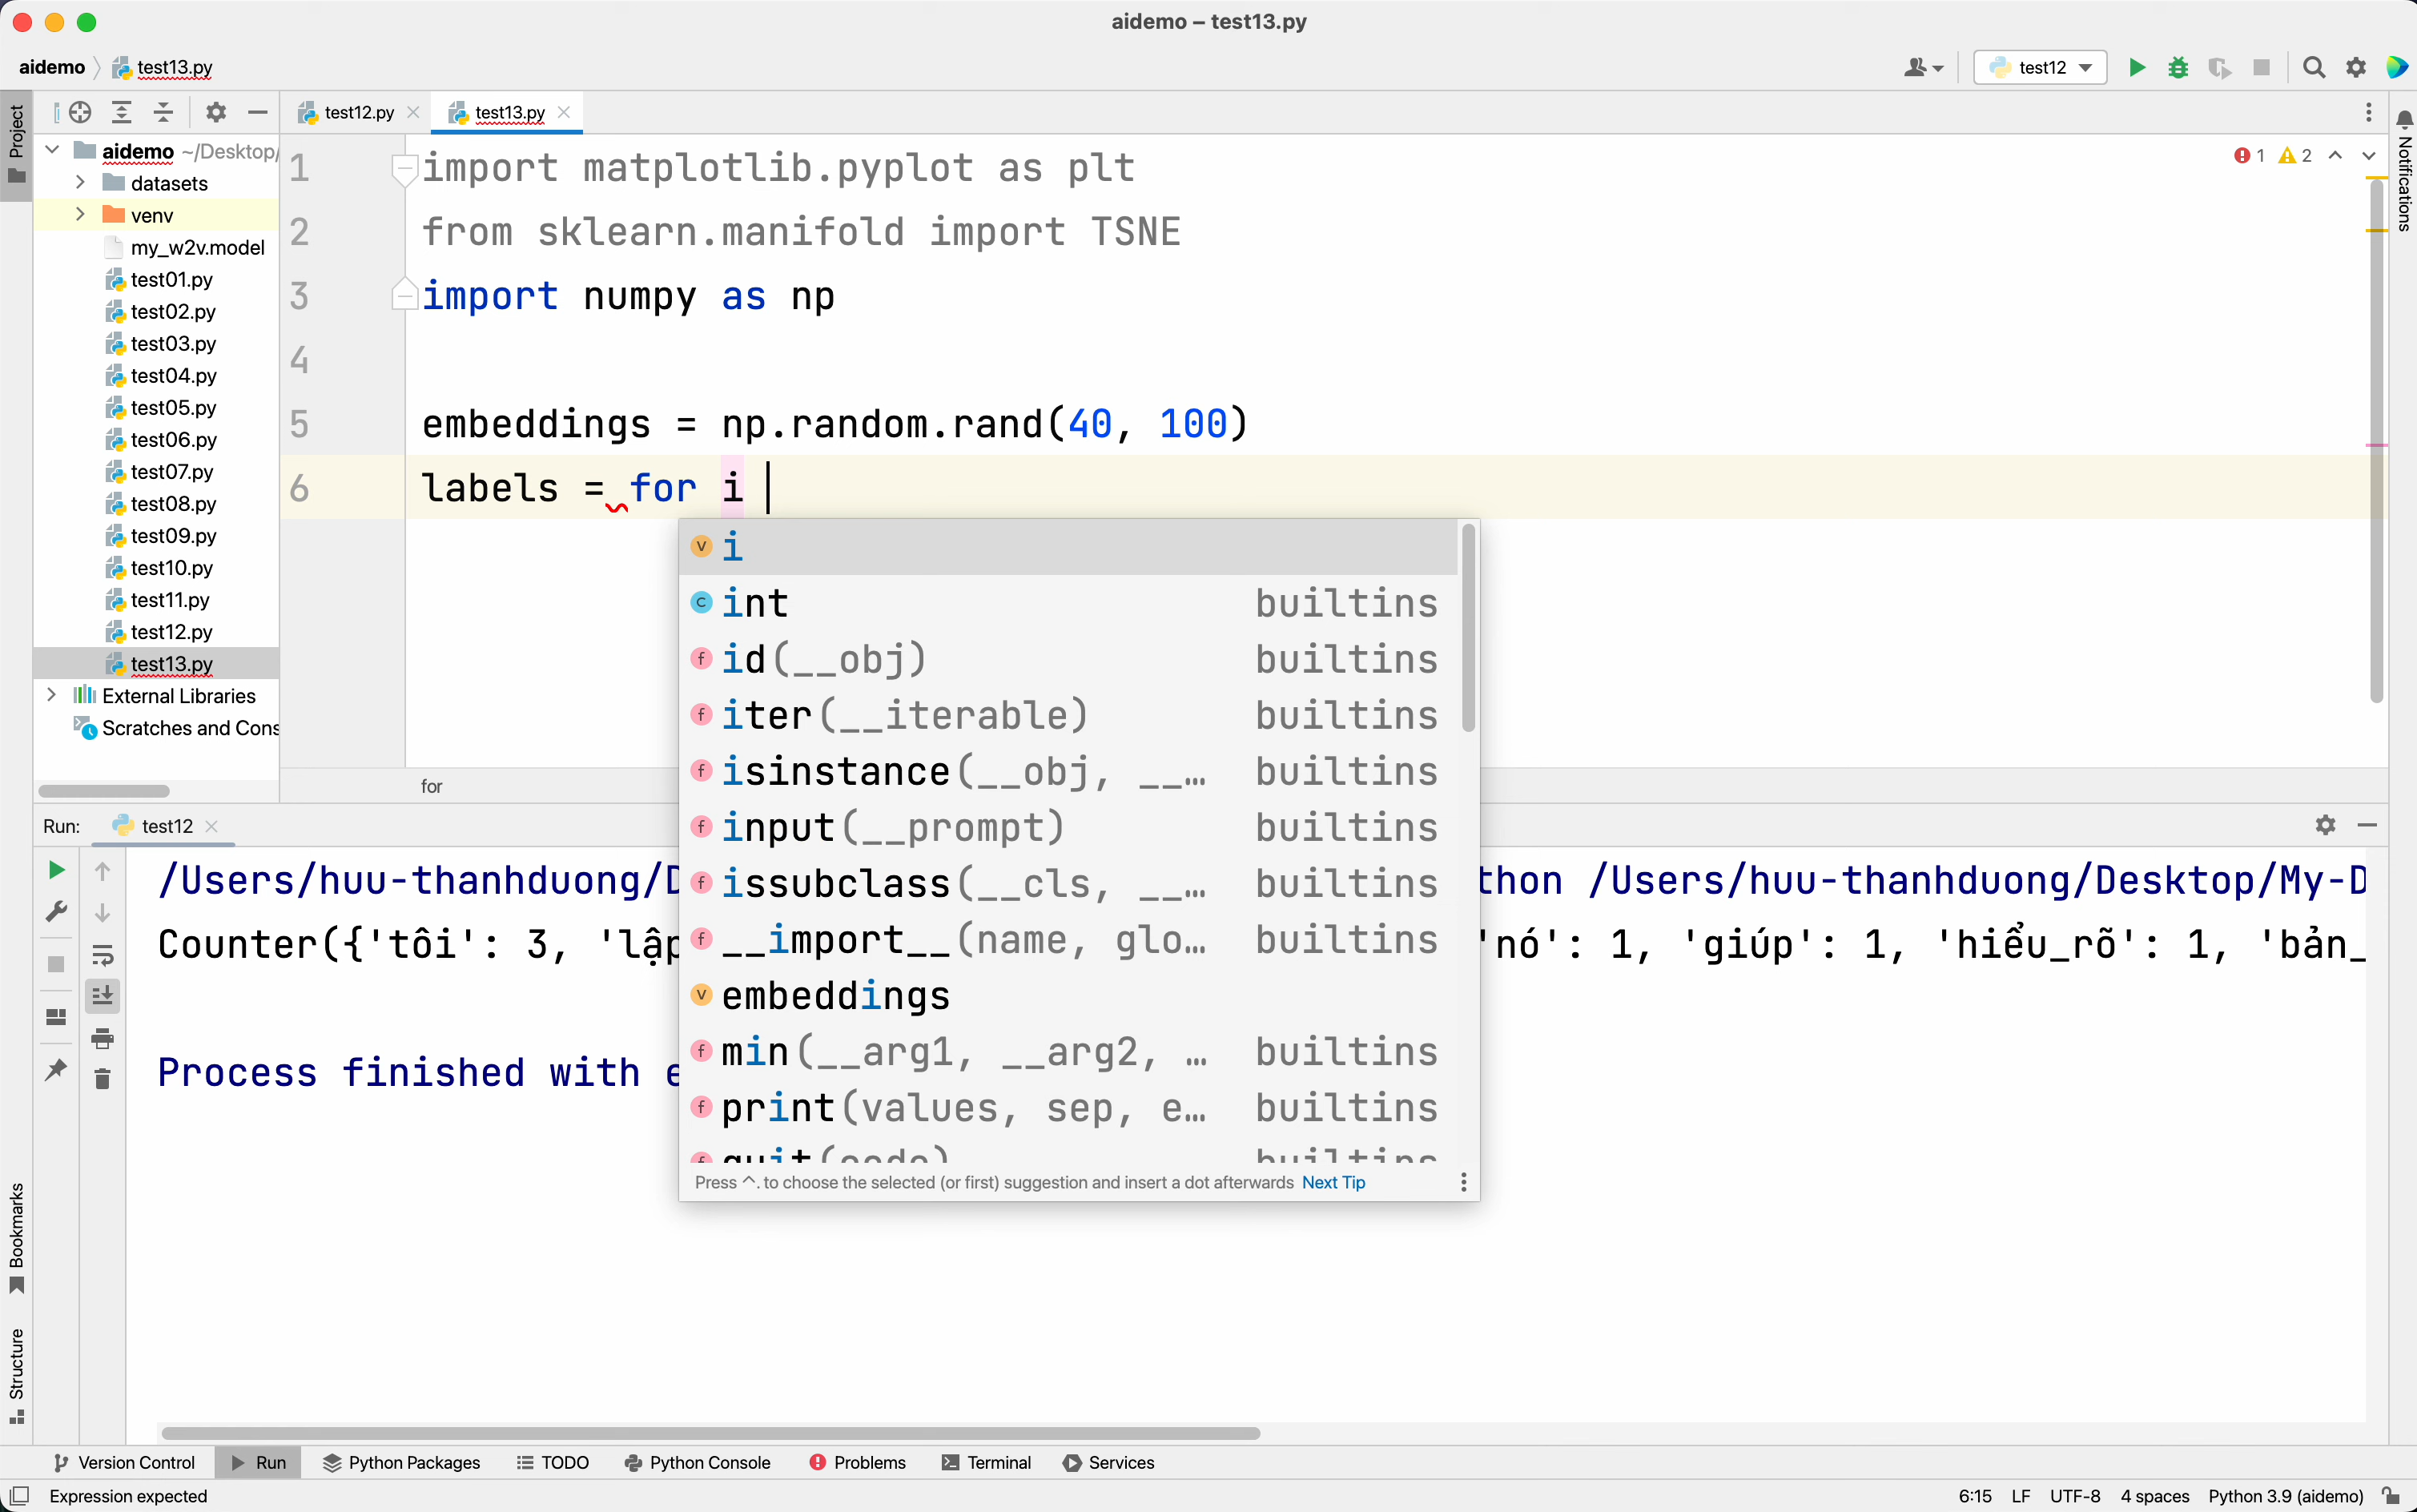 aidemo – test13.py
aidemo test13.py
test12
Project
test12.py
test13.py
Notifications
aidemo ~/Desktop/
datasets
venv
my_w2v.model
test01.py
test02.py
test03.py
test04.py
test05.py
test06.py
test07.py
test08.py
test09.py
test10.py
test11.py
test12.py
test13.py
External Libraries
Scratches and Cons
1 import matplotlib.pyplot as plt
2 from sklearn.manifold import TSNE
3 import numpy as np
4
5 embeddings = np.random.rand(40, 100)
6 labels = for i
1 2
i
int builtins
id(__obj) builtins
iter(__iterable) builtins
isinstance(__obj, __… builtins
input(__prompt) builtins
issubclass(__cls, __… builtins
__import__(name, glo… builtins
embeddings
min(__arg1, __arg2, … builtins
print(values, sep, e… builtins
quit(code) builtins
Press ^. to choose the selected (or first) suggestion and insert a dot afterwards Next Tip
for
Run: test12
/Users/huu-thanhduong/D thon /Users/huu-thanhduong/Desktop/My-D
Counter({'tôi': 3, 'lập 'nó': 1, 'giúp': 1, 'hiểu_rõ': 1, 'bản_
Process finished with e
Bookmarks
Structure
Version Control Run Python Packages TODO Python Console Problems Terminal Services
Expression expected
6:15 LF UTF-8 4 spaces Python 3.9 (aidemo)